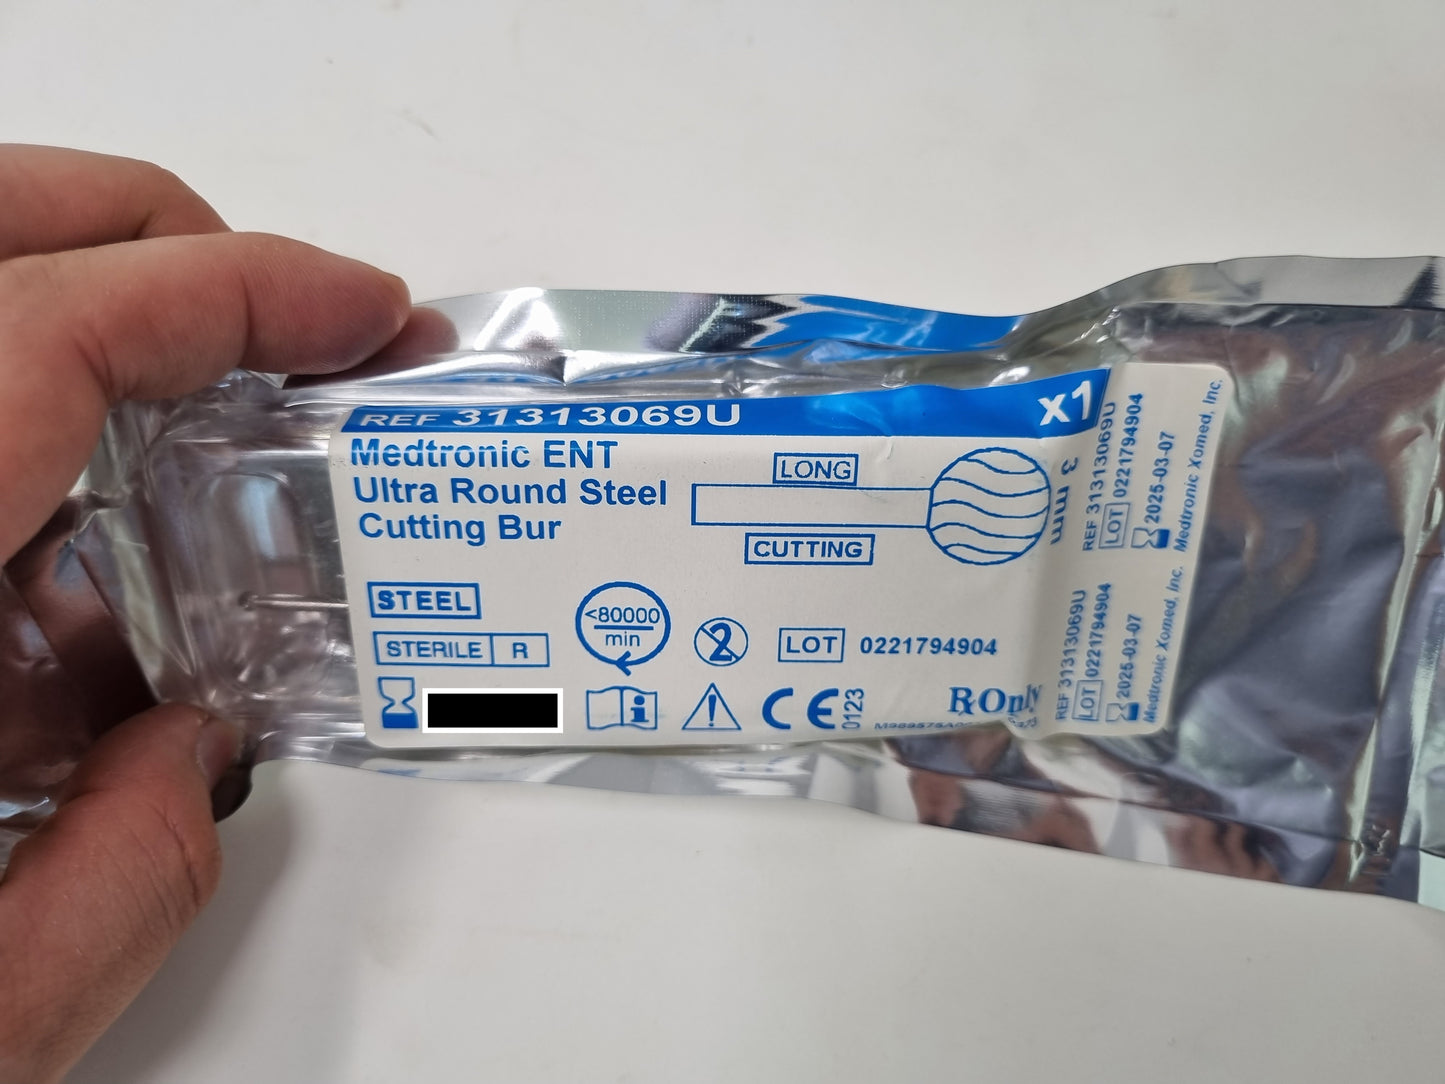 REF 31313069U x1
Medtronic ENT
Ultra Round Steel
Cutting Bur
LONG
CUTTING
3 mm
STEEL
<80000
min
STERILE R
2
LOT 0221794904
i
!
CE
0123
RxOnly
REF 31313069U
LOT 0221794904
2025-03-07
Medtronic Xomed, Inc.
REF 31313069U
LOT 0221794904
2025-03-07
Medtronic Xomed, Inc.